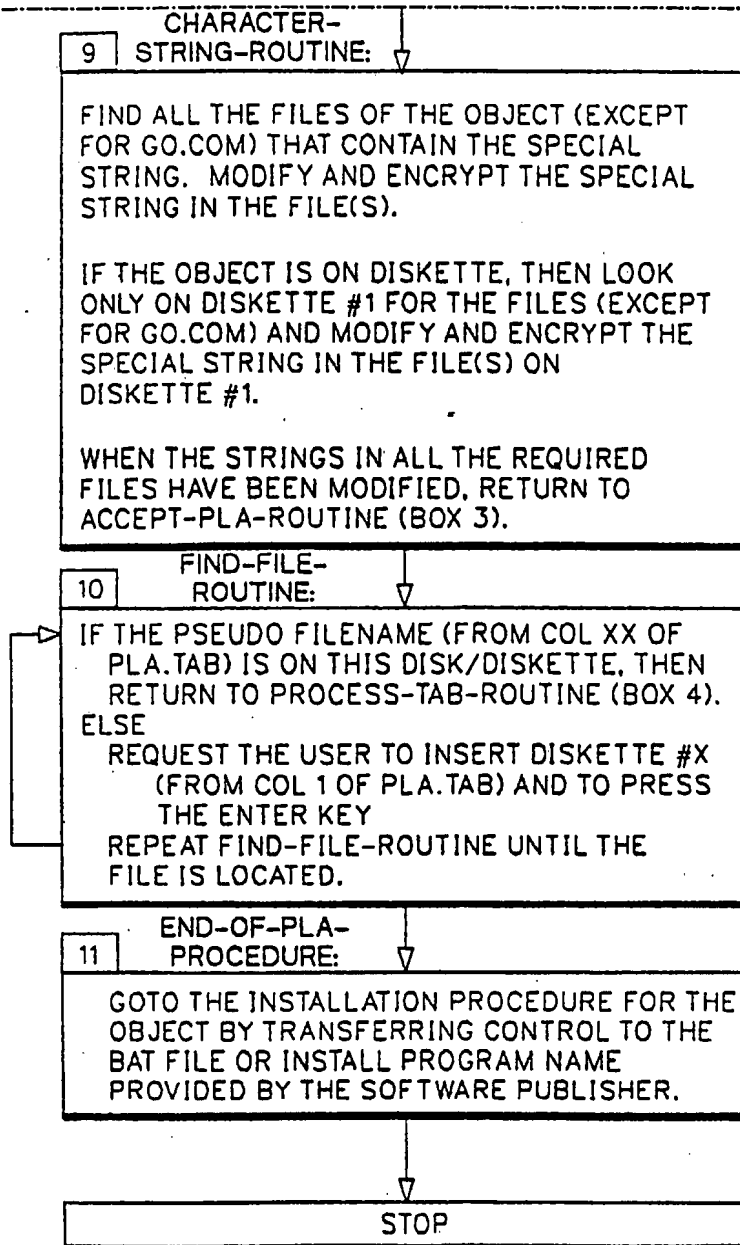 CHARACTER-
9 STRING-ROUTINE:
FIND ALL THE FILES OF THE OBJECT (EXCEPT
FOR GO.COM) THAT CONTAIN THE SPECIAL
STRING. MODIFY AND ENCRYPT THE SPECIAL
STRING IN THE FILE(S).
IF THE OBJECT IS ON DISKETTE, THEN LOOK
ONLY ON DISKETTE #1 FOR THE FILES (EXCEPT
FOR GO.COM) AND MODIFY AND ENCRYPT THE
SPECIAL STRING IN THE FILE(S) ON
DISKETTE #1.
WHEN THE STRINGS IN ALL THE REQUIRED
FILES HAVE BEEN MODIFIED, RETURN TO
ACCEPT-PLA-ROUTINE (BOX 3).
FIND-FILE-
10 ROUTINE:
IF THE PSEUDO FILENAME (FROM COL XX OF
PLA.TAB) IS ON THIS DISK/DISKETTE, THEN
RETURN TO PROCESS-TAB-ROUTINE (BOX 4).
ELSE
REQUEST THE USER TO INSERT DISKETTE #X
(FROM COL 1 OF PLA.TAB) AND TO PRESS
THE ENTER KEY
REPEAT FIND-FILE-ROUTINE UNTIL THE
FILE IS LOCATED.
END-OF-PLA-
11 PROCEDURE:
GOTO THE INSTALLATION PROCEDURE FOR THE
OBJECT BY TRANSFERRING CONTROL TO THE
BAT FILE OR INSTALL PROGRAM NAME
PROVIDED BY THE SOFTWARE PUBLISHER.
STOP